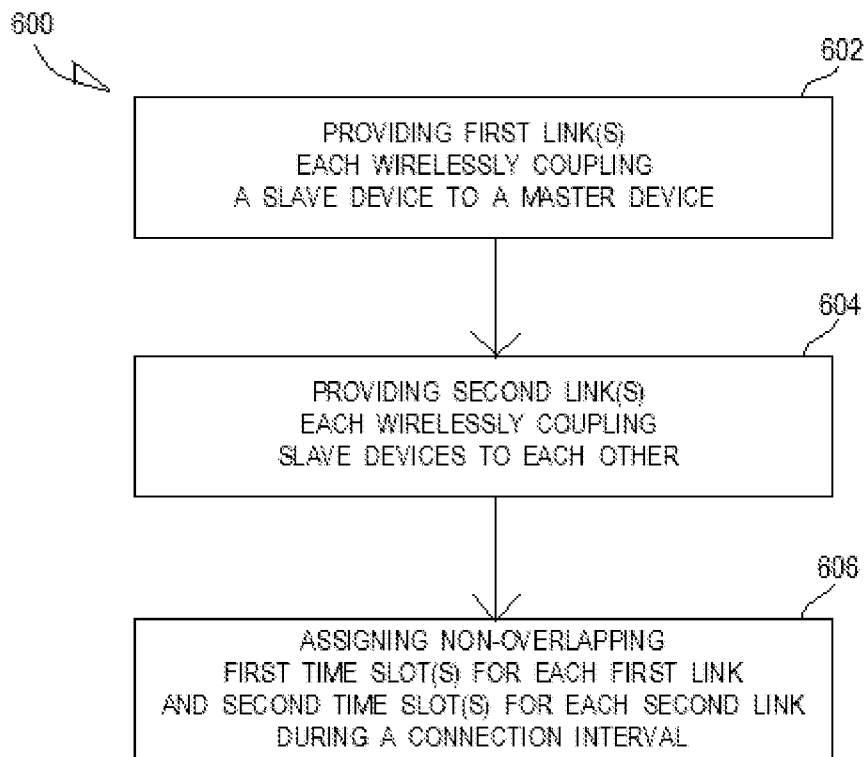 600
602
PROVIDING FIRST LINK(S)
EACH WIRELESSLY COUPLING
A SLAVE DEVICE TO A MASTER DEVICE
604
PROVIDING SECOND LINK(S)
EACH WIRELESSLY COUPLING
SLAVE DEVICES TO EACH OTHER
606
ASSIGNING NON-OVERLAPPING
FIRST TIME SLOT(S) FOR EACH FIRST LINK
AND SECOND TIME SLOT(S) FOR EACH SECOND LINK
DURING A CONNECTION INTERVAL